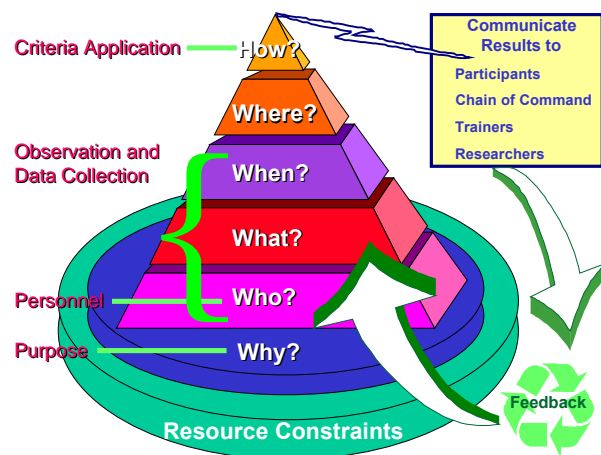 Communicate
Results to
Participants
Chain of Command
Trainers
Researchers
Criteria Application
How?
Where?
Observation and
Data Collection
When?
What?
Personnel
Who?
Purpose
Why?
Feedback
Resource Constraints